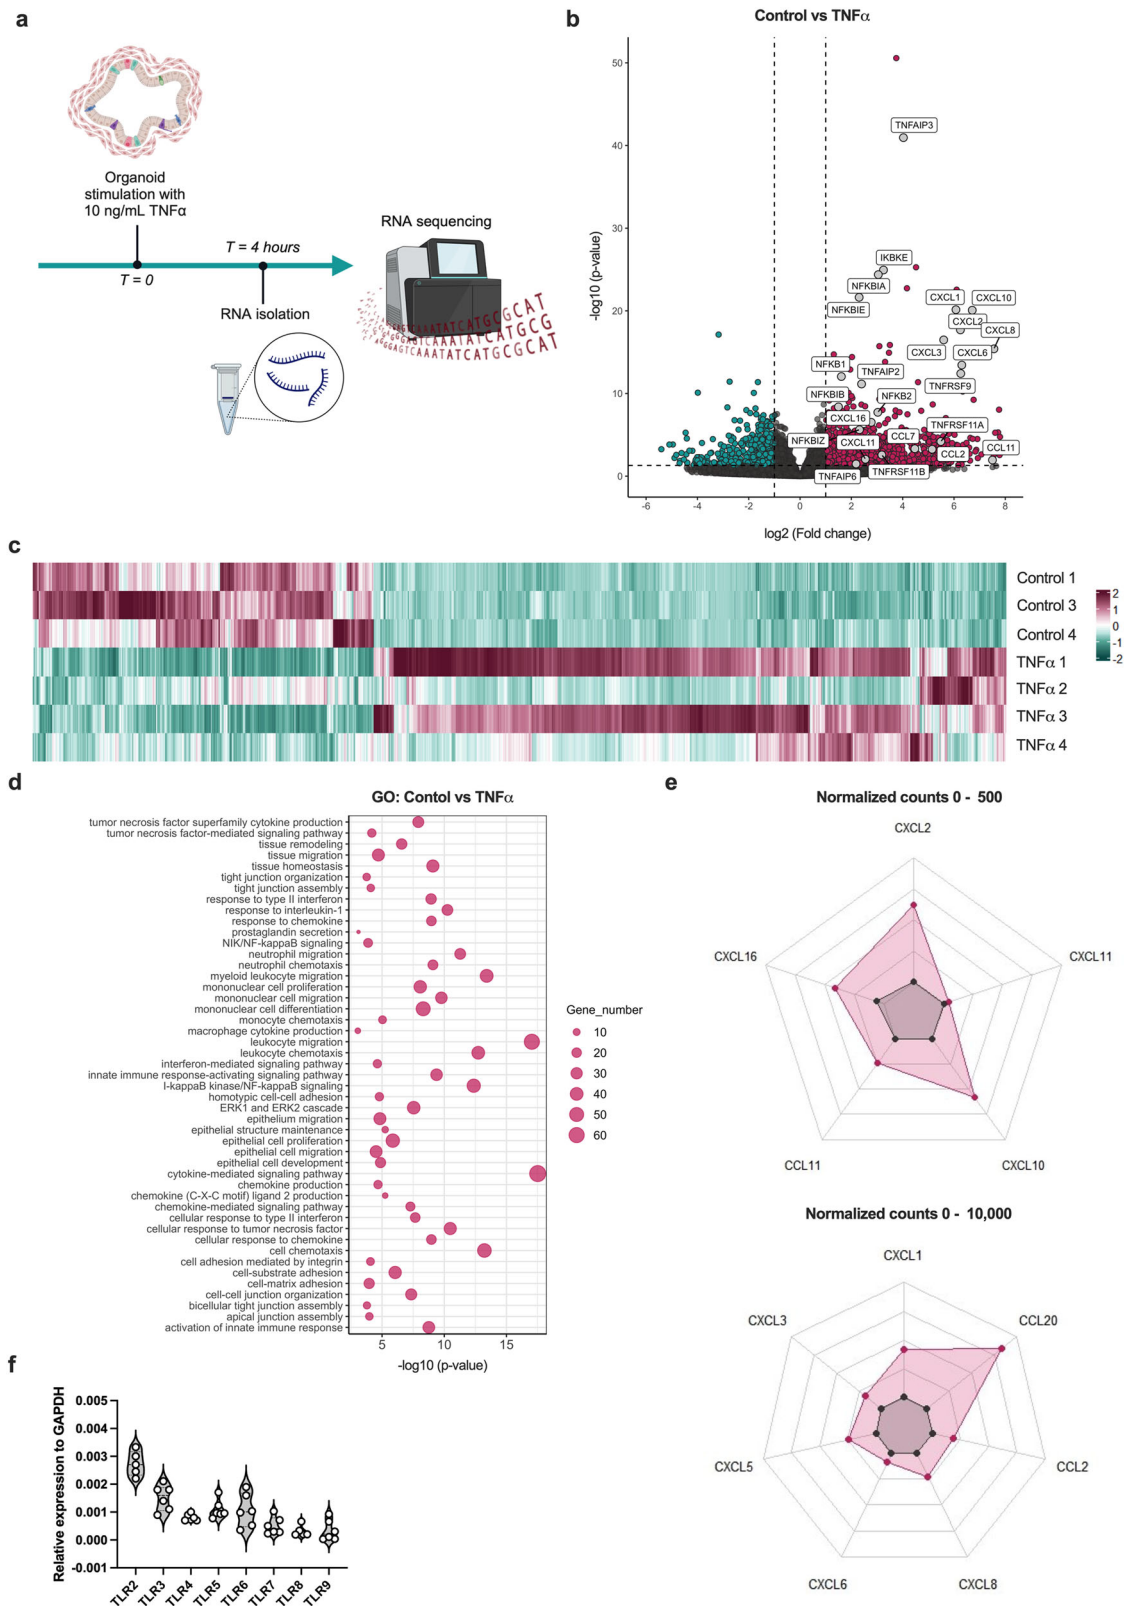 a
Organoid
stimulation with
10 ng/mL TNFα
T = 0
T = 4 hours
RNA isolation
RNA sequencing
b
Control vs TNFα
-log10 (p-value)
50
40
30
20
10
0
TNFAIP3
IKBKE
NFKBIA
NFKBIE
CXCL1
CXCL10
CXCL2
CXCL8
CXCL3
CXCL6
NFKB1
TNFAIP2
TNFRSF9
NFKBIB
NFKB2
CXCL16
TNFRSF11A
NFKBIZ
CXCL11
CCL7
CCL2
CCL11
TNFAIP6
TNFRSF11B
-6
-4
-2
0
2
4
6
8
log2 (Fold change)
c
Control 1
Control 3
Control 4
TNFα 1
TNFα 2
TNFα 3
TNFα 4
2
1
0
-1
-2
d
GO: Contol vs TNFα
tumor necrosis factor superfamily cytokine production
tumor necrosis factor-mediated signaling pathway
tissue remodeling
tissue migration
tissue homeostasis
tight junction organization
tight junction assembly
response to type II interferon
response to interleukin-1
response to chemokine
prostaglandin secretion
NIK/NF-kappaB signaling
neutrophil migration
neutrophil chemotaxis
myeloid leukocyte migration
mononuclear cell proliferation
mononuclear cell migration
mononuclear cell differentiation
monocyte chemotaxis
macrophage cytokine production
leukocyte migration
leukocyte chemotaxis
interferon-mediated signaling pathway
innate immune response-activating signaling pathway
I-kappaB kinase/NF-kappaB signaling
homotypic cell-cell adhesion
ERK1 and ERK2 cascade
epithelium migration
epithelial structure maintenance
epithelial cell proliferation
epithelial cell migration
epithelial cell development
cytokine-mediated signaling pathway
chemokine production
chemokine (C-X-C motif) ligand 2 production
chemokine-mediated signaling pathway
cellular response to type II interferon
cellular response to tumor necrosis factor
cellular response to chemokine
cell chemotaxis
cell adhesion mediated by integrin
cell-substrate adhesion
cell-matrix adhesion
cell-cell junction organization
bicellular tight junction assembly
apical junction assembly
activation of innate immune response
5
10
15
-log10 (p-value)
Gene_number
10
20
30
40
50
60
e
Normalized counts 0 - 500
CXCL2
CXCL16
CXCL11
CCL11
CXCL10
Normalized counts 0 - 10,000
CXCL1
CXCL3
CCL20
CXCL5
CCL2
CXCL6
CXCL8
f
Relative expression to GAPDH
0.005
0.004
0.003
0.002
0.001
0.000
-0.001
TLR2
TLR3
TLR4
TLR5
TLR6
TLR7
TLR8
TLR9